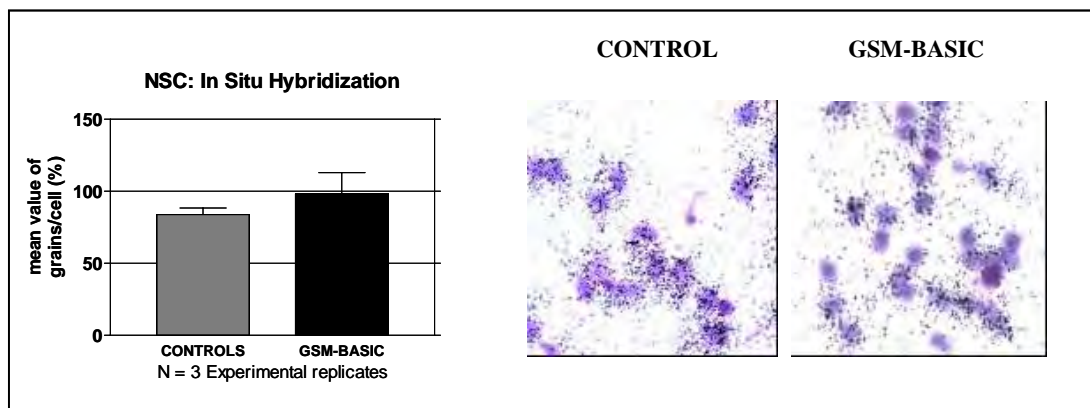 CONTROL GSM-BASIC
NSC: In Situ Hybridization
mean value of
grains/cell (%)
150
100
50
0
CONTROLS GSM-BASIC
N = 3 Experimental replicates